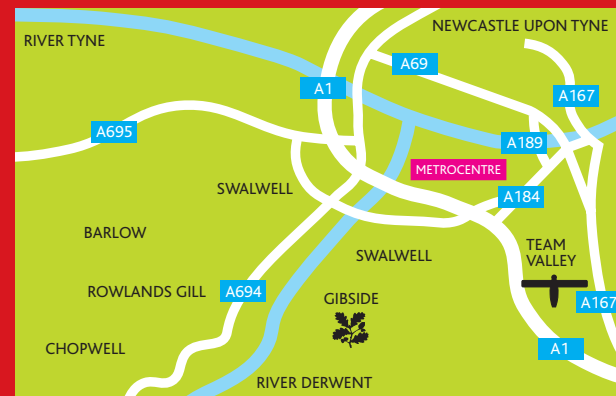 NEWCASTLE UPON TYNE
RIVER TYNE
A69
A1
A167
A695
A189
METROCENTRE
SWALWELL
A184
BARLOW
TEAM
VALLEY
SWALWELL
ROWLANDS GILL
A694
GIBSIDE
A167
CHOPWELL
A1
RIVER DERWENT